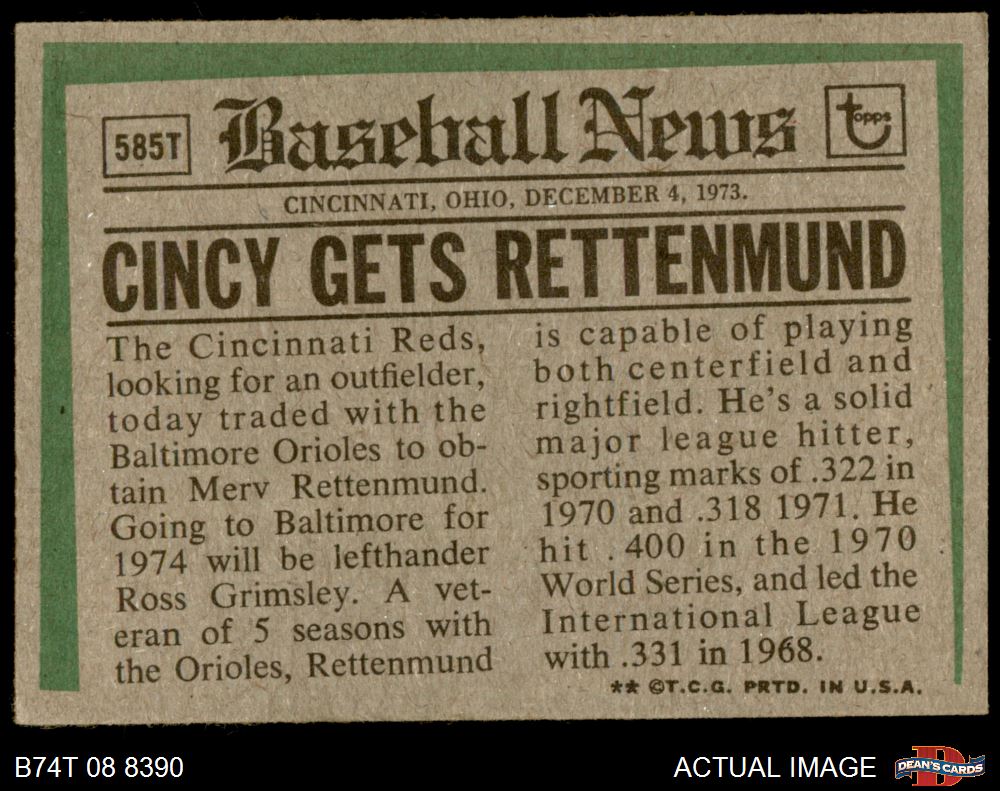 585T
Baseball News
topps
CINCINNATI, OHIO, DECEMBER 4, 1973.
CINCY GETS RETTENMUND
The Cincinnati Reds,
looking for an outfielder,
today traded with the
Baltimore Orioles to ob-
tain Merv Rettenmund.
Going to Baltimore for
1974 will be lefthander
Ross Grimsley. A vet-
eran of 5 seasons with
the Orioles, Rettenmund
is capable of playing
both centerfield and
rightfield. He's a solid
major league hitter,
sporting marks of .322 in
1970 and .318 1971. He
hit .400 in the 1970
World Series, and led the
International League
with .331 in 1968.
** ©T.C.G. PRTD. IN U.S.A.
B74T 08 8390
ACTUAL IMAGE
DEAN'S CARDS